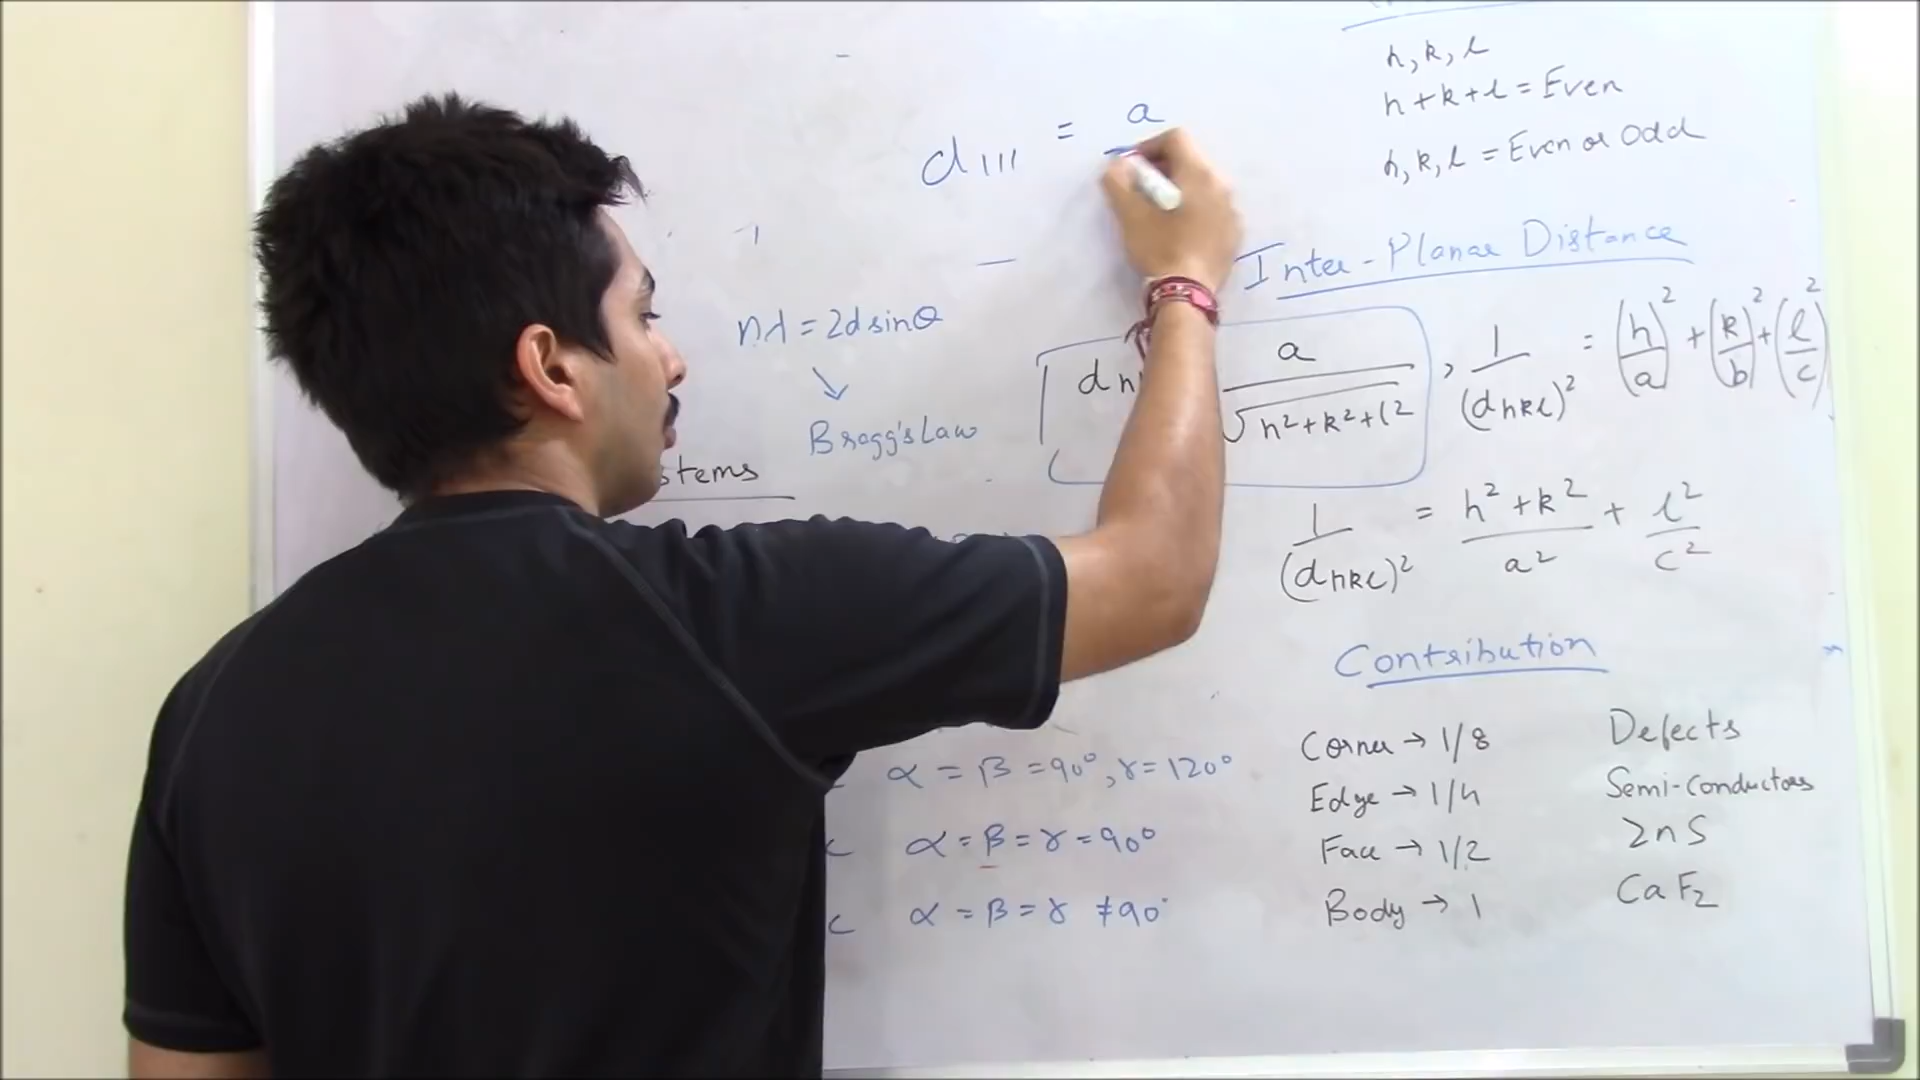 h, k, l
h + k + l = Even
h, k, l = Even or Odd
d111 = a
Inter-Planar Distance
nλ = 2d sinθ
Bragg's Law
a / √h²+k²+l² , 1 / (dhkl)² = (h/a)² + (k/b)² + (l/c)²
stems
1 / (dhkl)² = h²+k² / a² + l² / c²
Contribution
Corner → 1/8
Edge → 1/4
Face → 1/2
Body → 1
Defects
Semi-Conductors
ZnS
CaF2
α = β = 90°, γ = 120°
c α = β = γ = 90°
c α = β = γ ≠ 90°